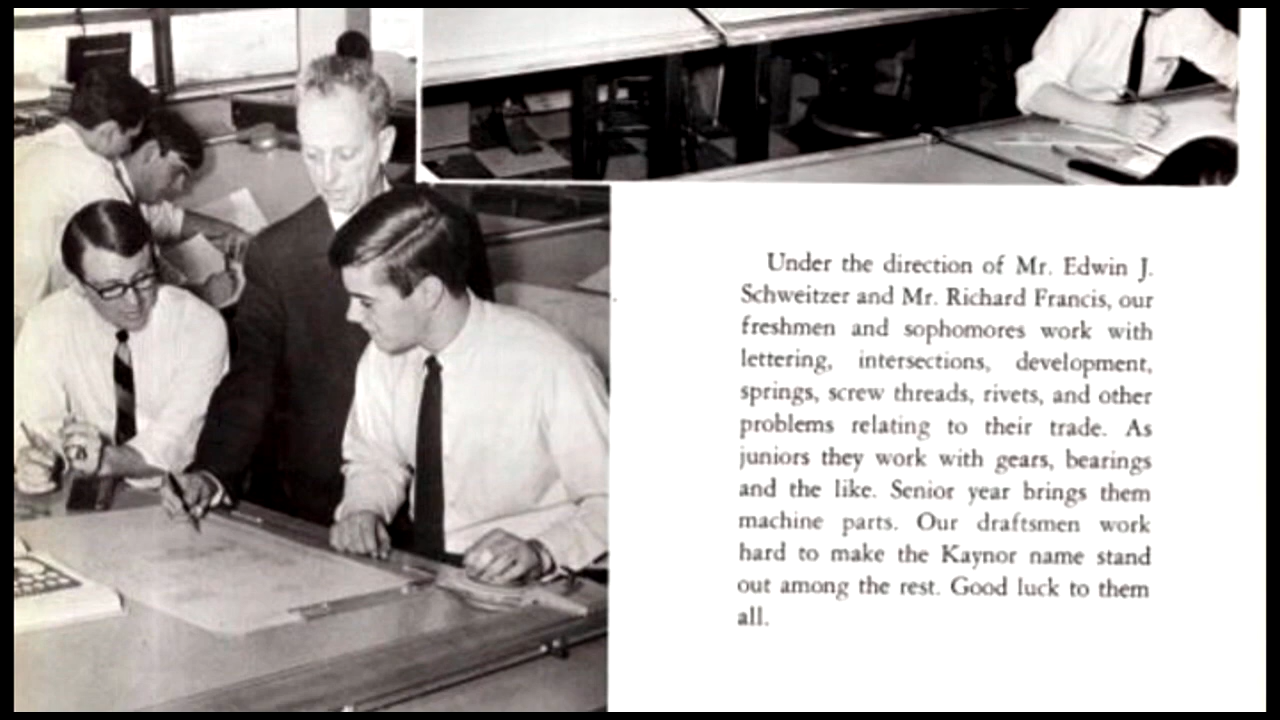 Under the direction of Mr. Edwin J.
Schweitzer and Mr. Richard Francis, our
freshmen and sophomores work with
lettering, intersections, development,
springs, screw threads, rivets, and other
problems relating to their trade. As
juniors they work with gears, bearings
and the like. Senior year brings them
machine parts. Our draftsmen work
hard to make the Kaynor name stand
out among the rest. Good luck to them
all.